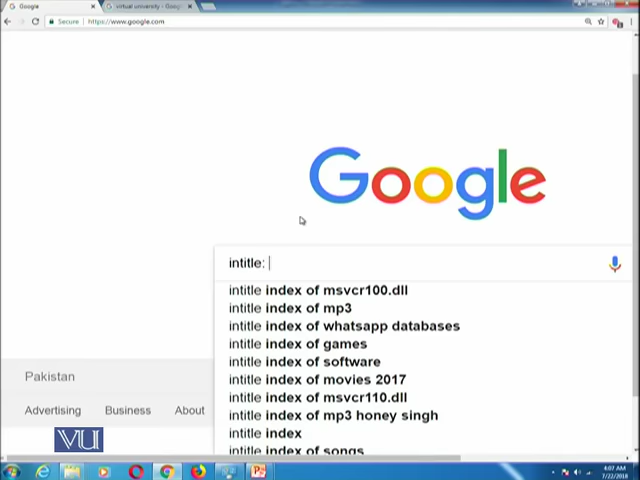 Google
virtual university - Goog
Secure
https://www.google.com
Google
intitle:
intitle index of msvcr100.dll
intitle index of mp3
intitle index of whatsapp databases
intitle index of games
intitle index of software
intitle index of movies 2017
intitle index of msvcr110.dll
intitle index of mp3 honey singh
intitle index
intitle index of songs
Pakistan
Advertising Business About
VU
4:07 AM
7/22/2018